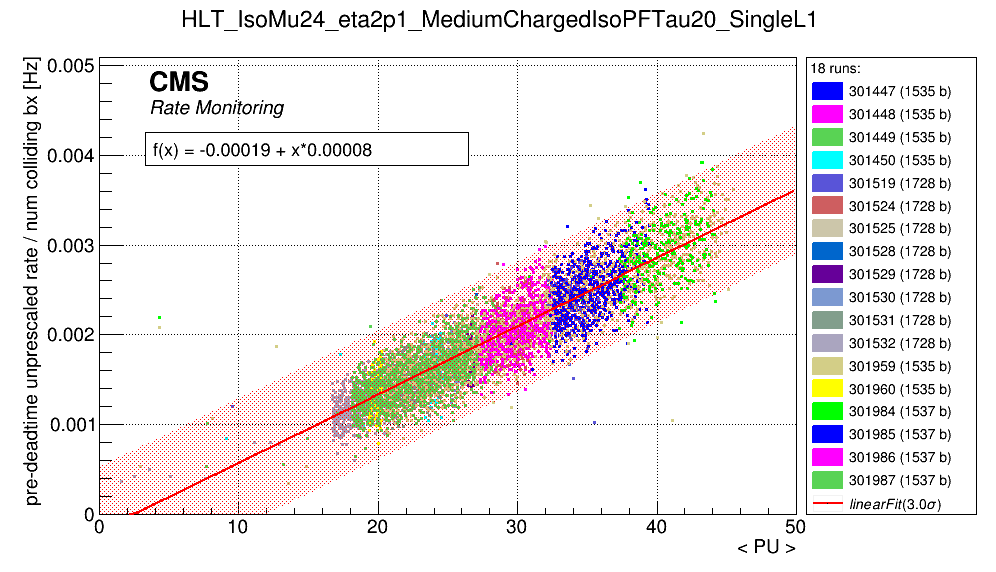 HLT_IsoMu24_eta2p1_MediumChargedIsoPFTau20_SingleL1
pre-deadtime unprescaled rate / num colliding bx [Hz]
0.005
0.004
0.003
0.002
0.001
0
CMS
Rate Monitoring
f(x) = -0.00019 + x*0.00008
0 10 20 30 40 50
< PU >
18 runs:
301447 (1535 b)
301448 (1535 b)
301449 (1535 b)
301450 (1535 b)
301519 (1728 b)
301524 (1728 b)
301525 (1728 b)
301528 (1728 b)
301529 (1728 b)
301530 (1728 b)
301531 (1728 b)
301532 (1728 b)
301959 (1535 b)
301960 (1535 b)
301984 (1537 b)
301985 (1537 b)
301986 (1537 b)
301987 (1537 b)
linearFit(3.0σ)